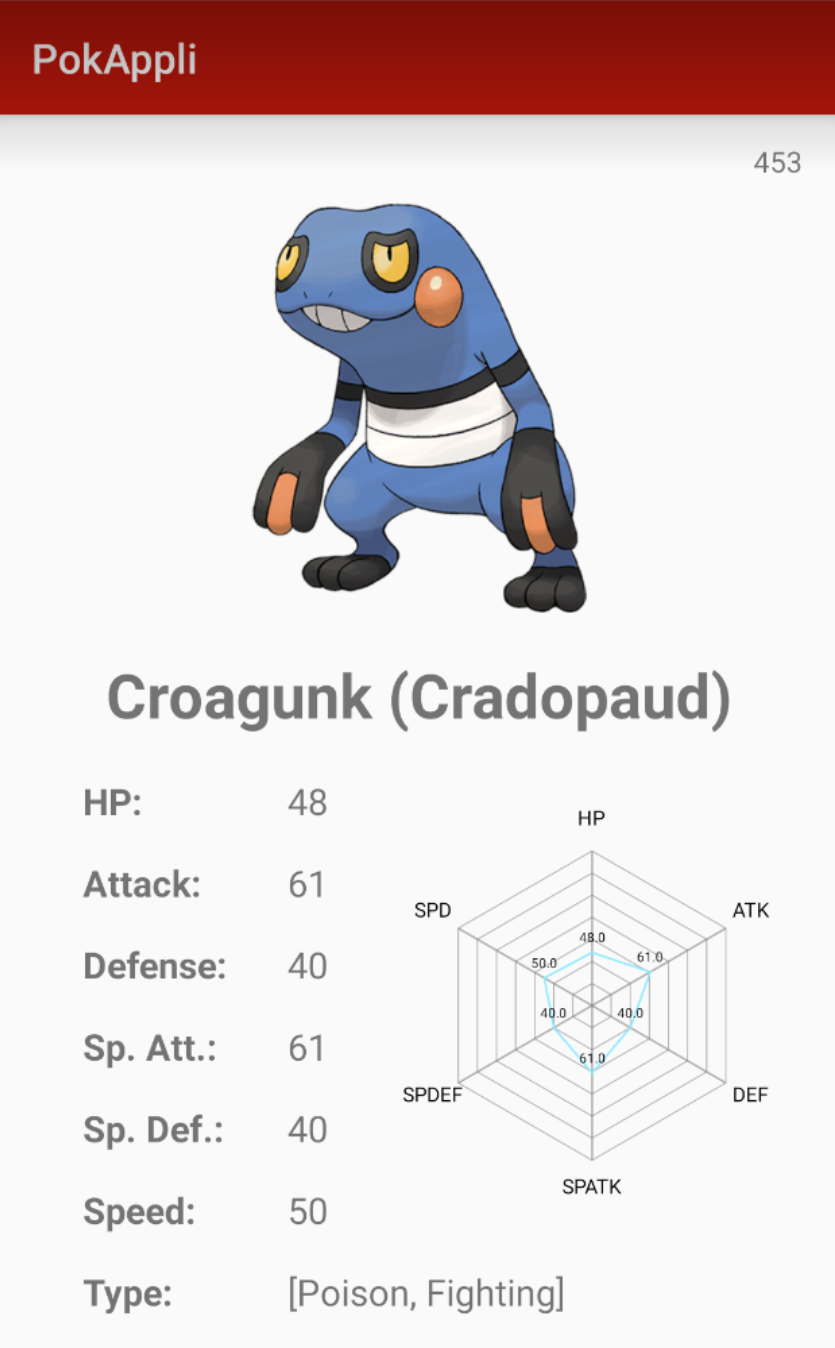 PokAppli
453
Croagunk (Cradopaud)
HP: 48
Attack: 61
Defense: 40
Sp. Att.: 61
Sp. Def.: 40
Speed: 50
Type: [Poison, Fighting]
HP
SPD
ATK
48.0
50.0
61.0
40.0
40.0
61.0
SPDEF
DEF
SPATK